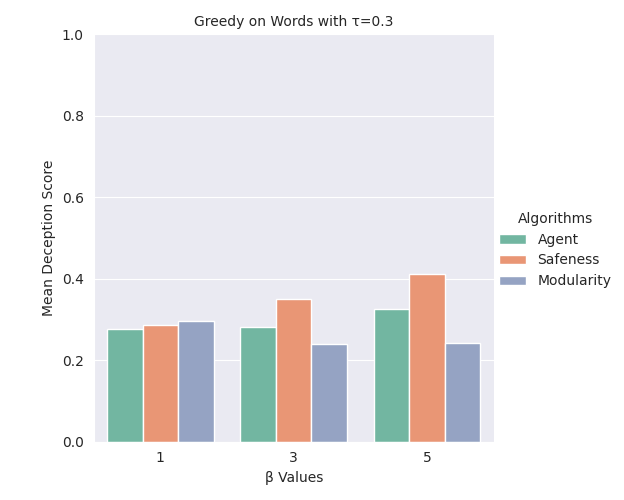 Greedy on Words with τ=0.3
1.0
0.8
0.6
0.4
0.2
0.0
Mean Deception Score
1 3 5
β Values
Algorithms
Agent
Safeness
Modularity